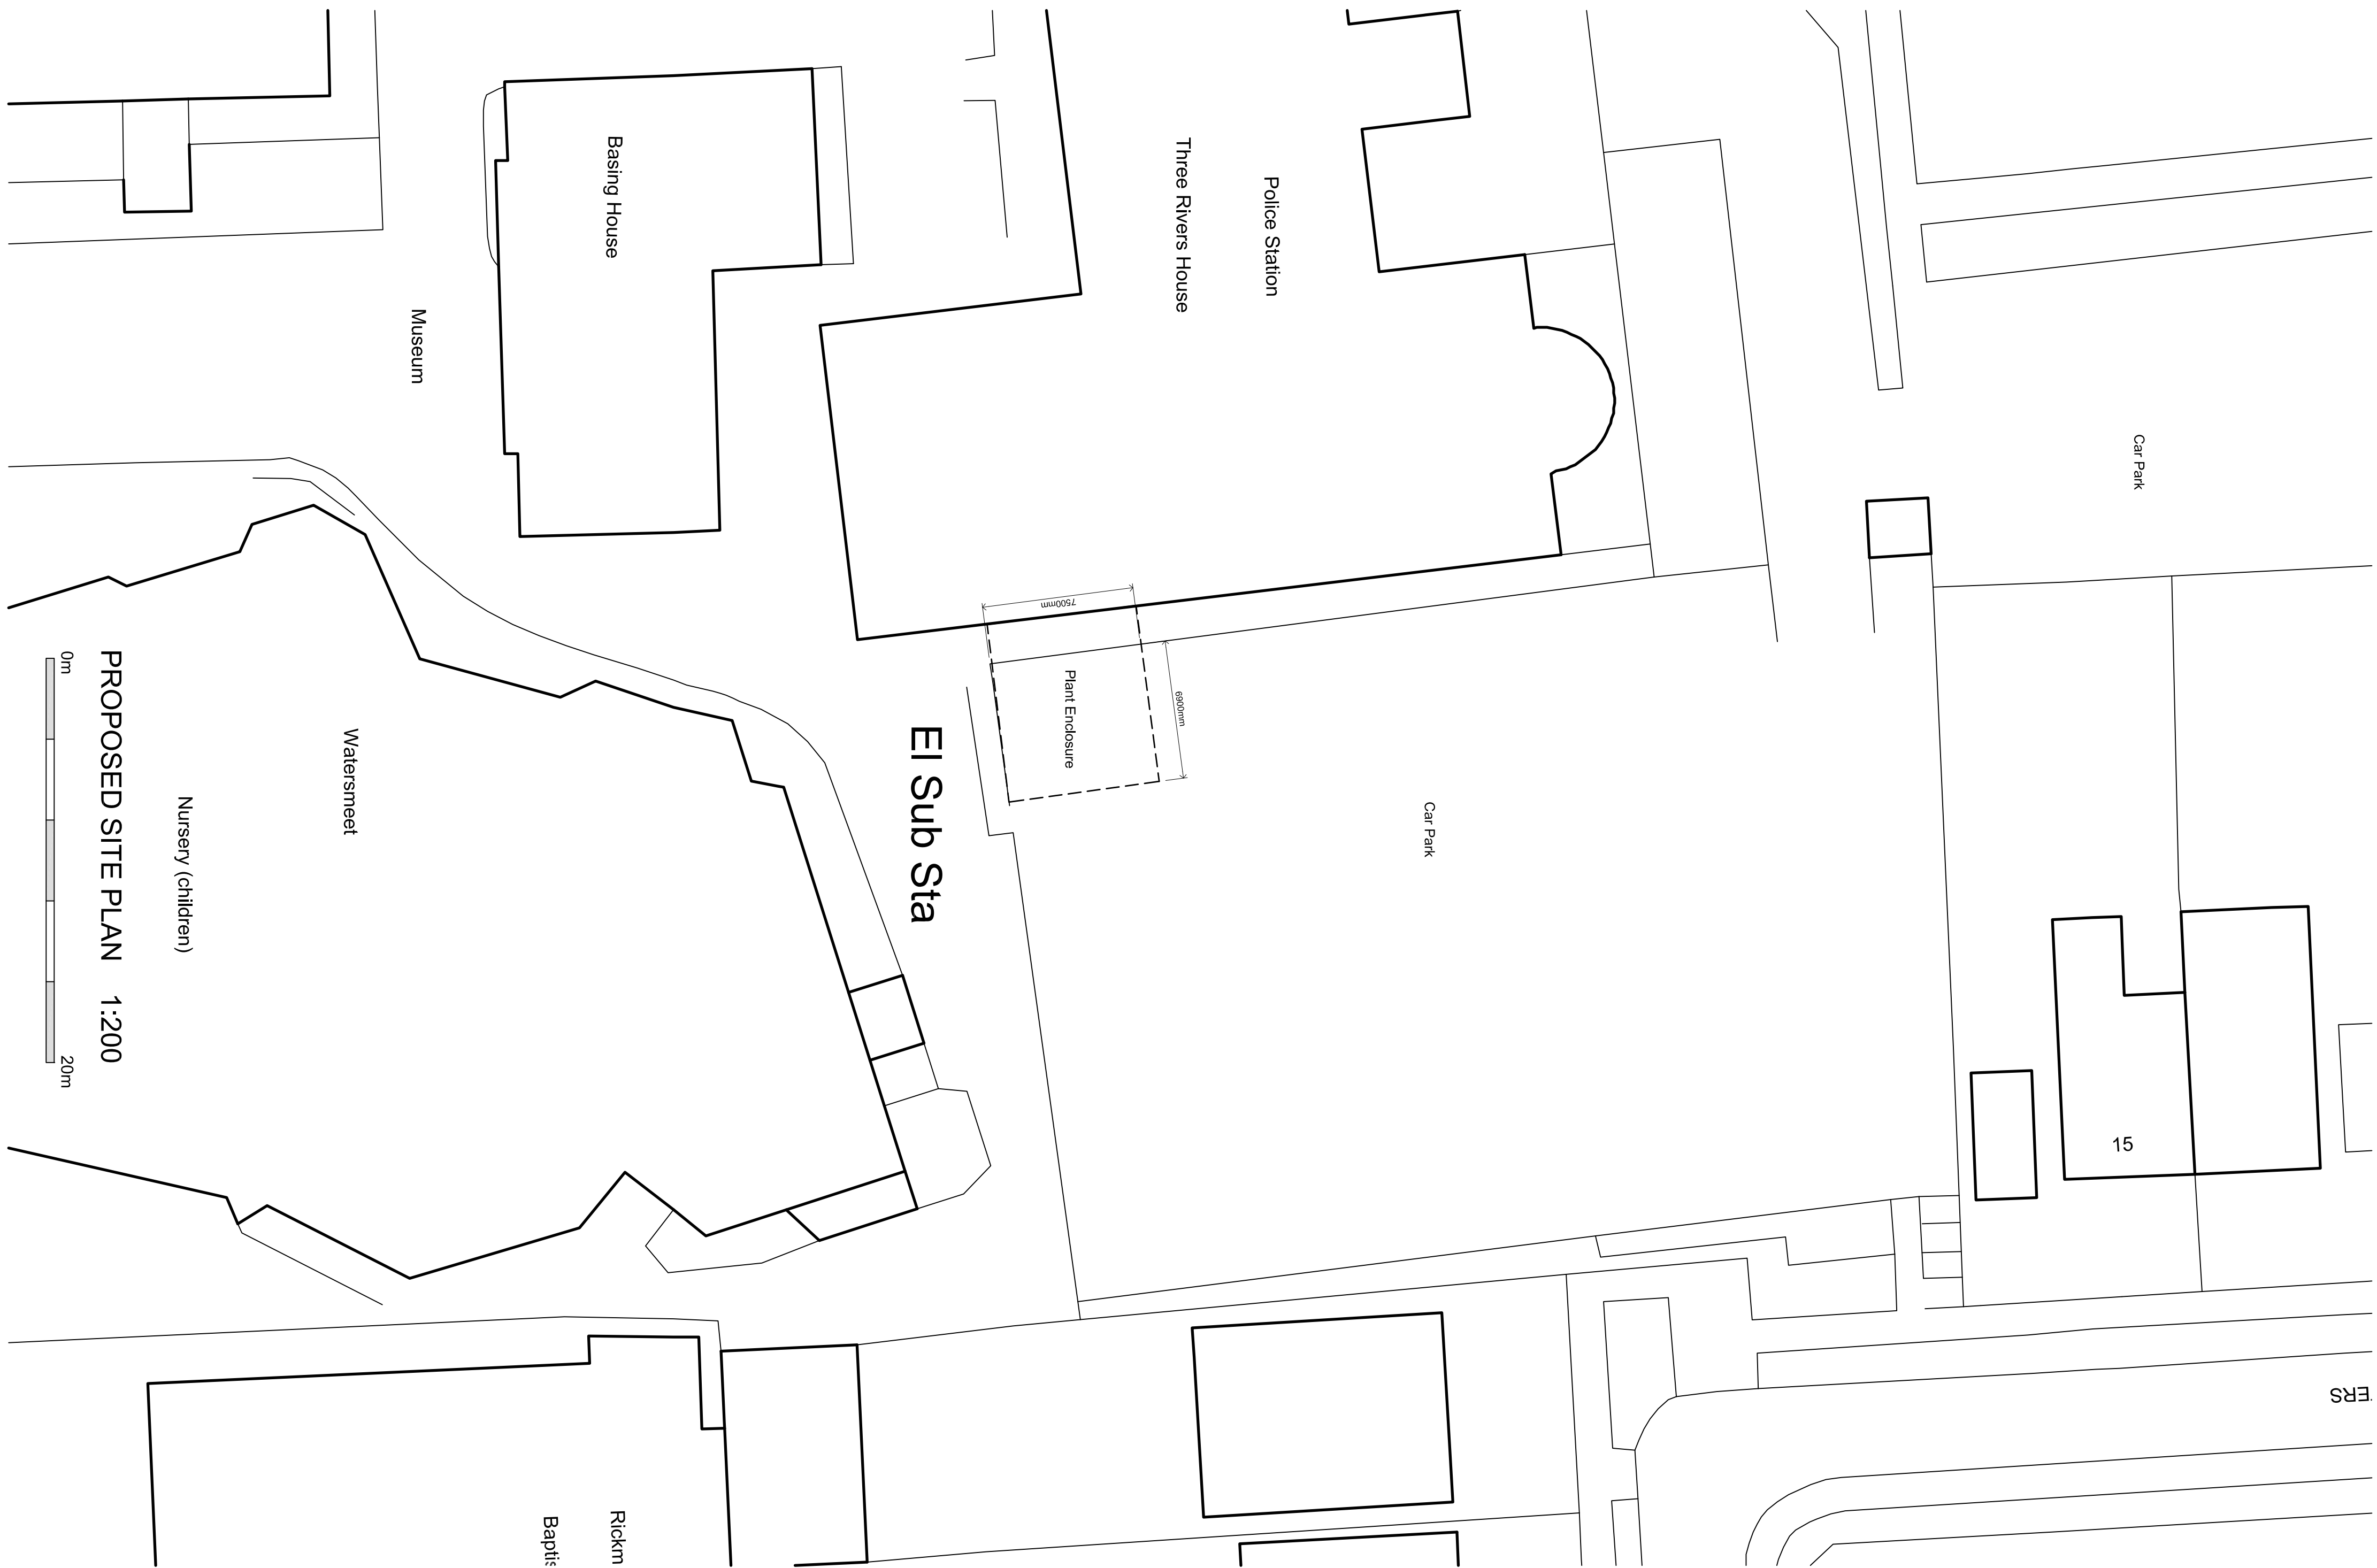 Car Park
Police Station
Three Rivers House
Basing House
Museum
7500mm
6900mm
Plant Enclosure
El Sub Sta
Car Park
15
Watersmeet
Nursery (children)
PROPOSED SITE PLAN 1:200
0m
20m
ERS
Rickm
Baptis